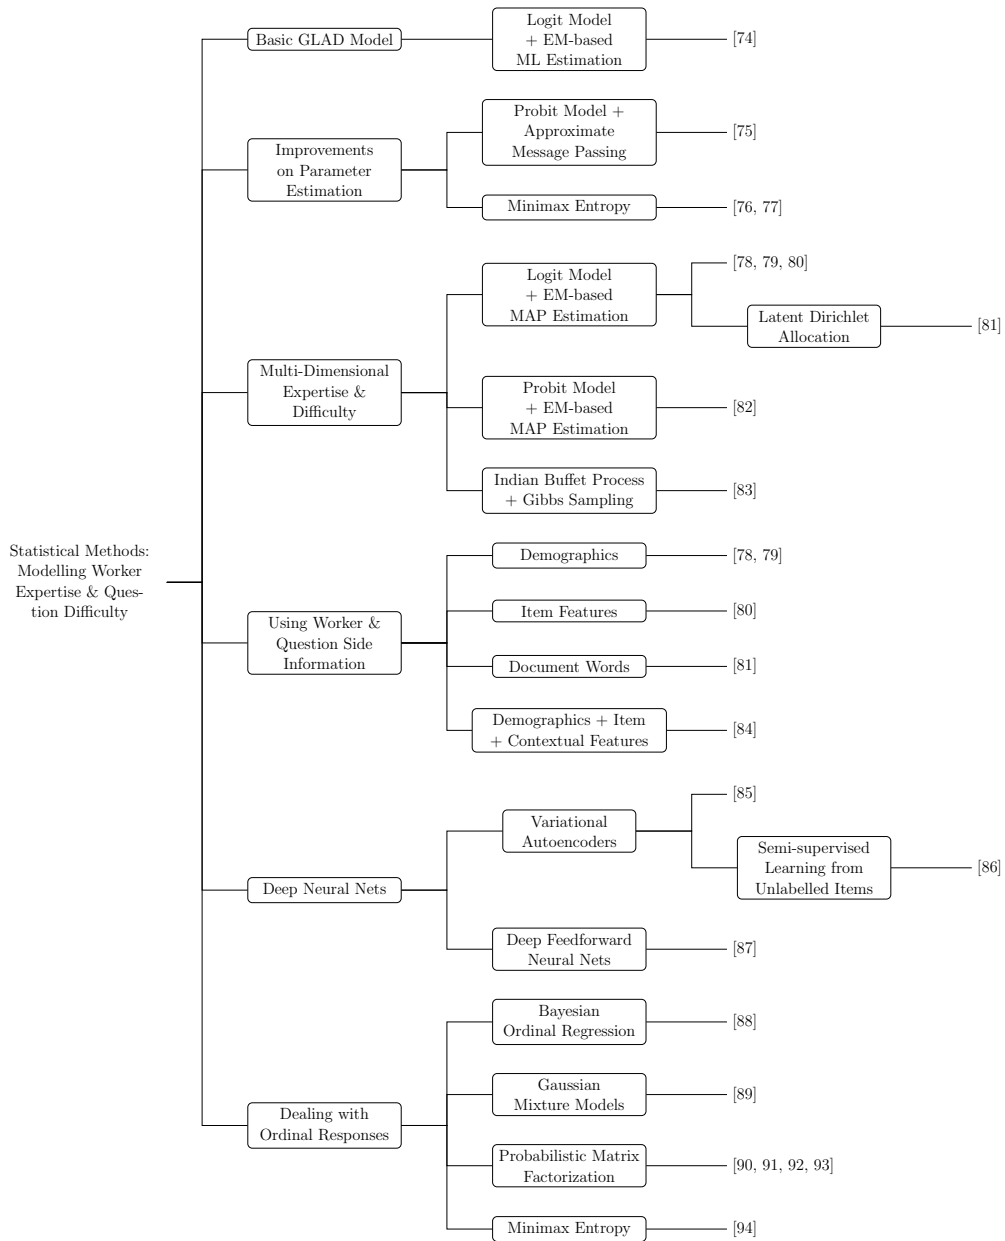 Statistical Methods:
Modelling Worker
Expertise & Ques-
tion Difficulty
Basic GLAD Model
Logit Model
+ EM-based
ML Estimation
[74]
Improvements
on Parameter
Estimation
Probit Model +
Approximate
Message Passing
[75]
Minimax Entropy
[76, 77]
Multi-Dimensional
Expertise &
Difficulty
Logit Model
+ EM-based
MAP Estimation
[78, 79, 80]
Latent Dirichlet
Allocation
[81]
Probit Model
+ EM-based
MAP Estimation
[82]
Indian Buffet Process
+ Gibbs Sampling
[83]
Using Worker &
Question Side
Information
Demographics
[78, 79]
Item Features
[80]
Document Words
[81]
Demographics + Item
+ Contextual Features
[84]
Deep Neural Nets
Variational
Autoencoders
[85]
Semi-supervised
Learning from
Unlabelled Items
[86]
Deep Feedforward
Neural Nets
[87]
Dealing with
Ordinal Responses
Bayesian
Ordinal Regression
[88]
Gaussian
Mixture Models
[89]
Probabilistic Matrix
Factorization
[90, 91, 92, 93]
Minimax Entropy
[94]